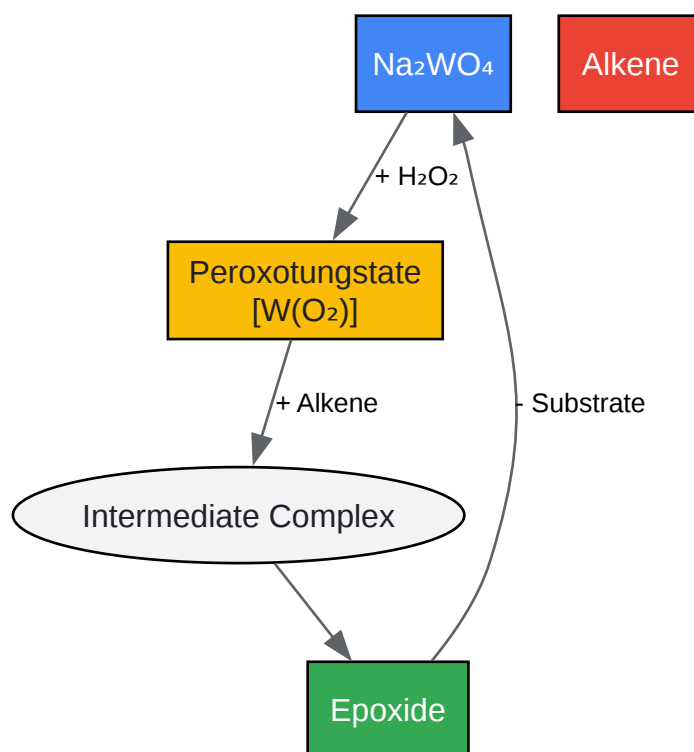 Na₂WO₄
Alkene
+ H₂O₂
Peroxotungstate
[W(O₂)]
+ Alkene
- Substrate
Intermediate Complex
Epoxide